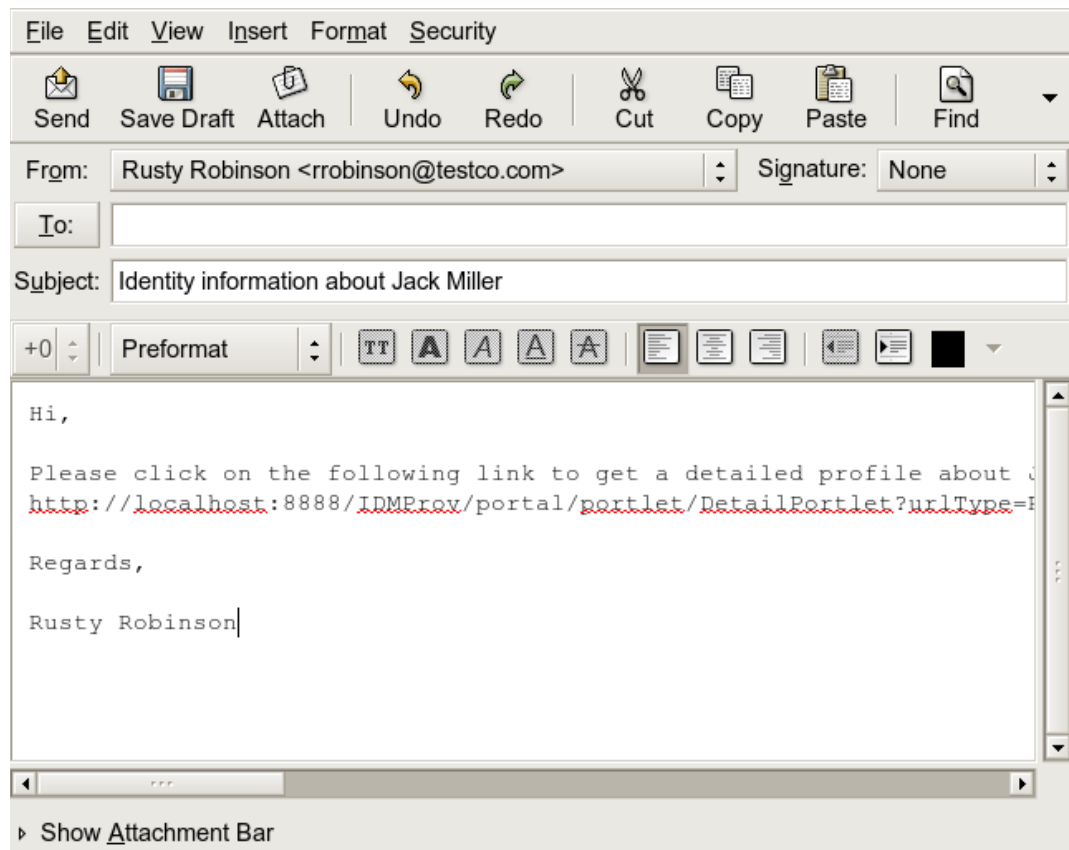 File Edit View Insert Format Security
Send Save Draft Attach Undo Redo Cut Copy Paste Find
From: Rusty Robinson <rrobinson@testco.com> Signature: None
To:
Subject: Identity information about Jack Miller
+0 Preformat TT A A A A
Hi,
Please click on the following link to get a detailed profile about
http://localhost:8888/IDMProv/portal/portlet/DetailPortlet?urlType=
Regards,
Rusty Robinson
Show Attachment Bar